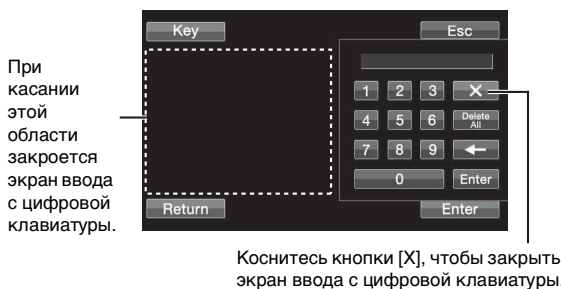 Key
Esc
При
касании
этой
области
закроется
экран ввода
с цифровой
клавиатуры.
1 2 3 X
4 5 6 Delete All
7 8 9 ←
0 Enter
Return
Enter
Коснитесь кнопки [X], чтобы закрыть
экран ввода с цифровой клавиатуры.